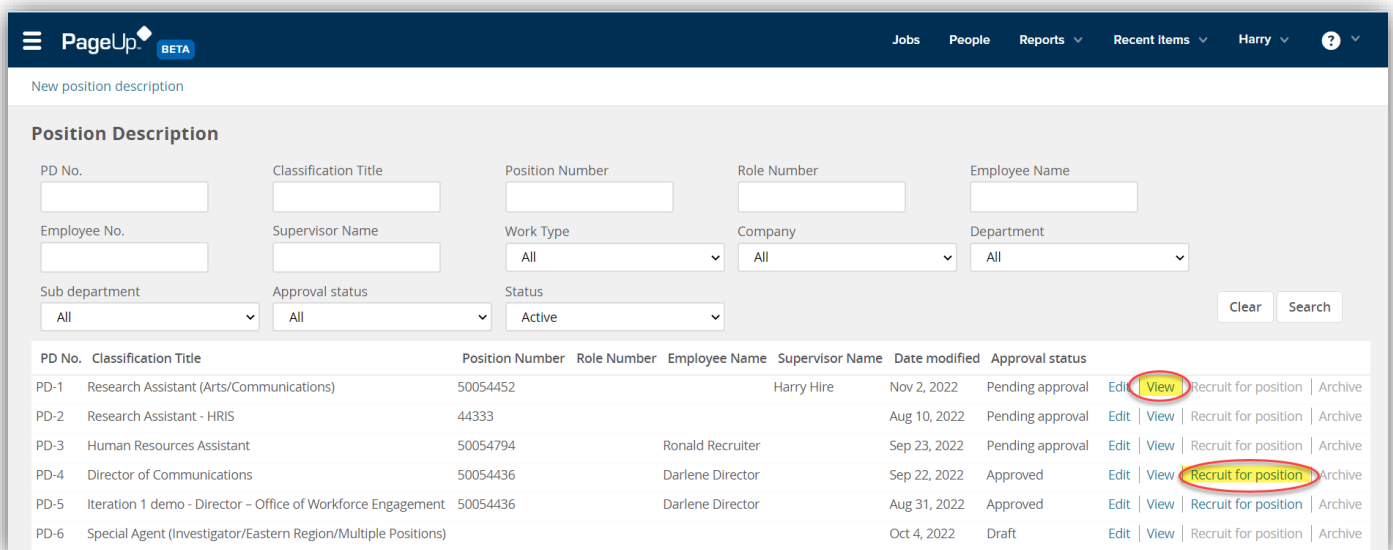 PageUp BETA Jobs People Reports Recent items Harry ?
New position description
Position Description
PD No. Classification Title Position Number Role Number Employee Name
Employee No. Supervisor Name Work Type Company Department
All All All
Sub department Approval status Status
All All Active Clear Search
PD No. Classification Title Position Number Role Number Employee Name Supervisor Name Date modified Approval status
PD-1 Research Assistant (Arts/Communications) 50054452 Harry Hire Nov 2, 2022 Pending approval Edit View Recruit for position Archive
PD-2 Research Assistant - HRIS 44333 Aug 10, 2022 Pending approval Edit View Recruit for position Archive
PD-3 Human Resources Assistant 50054794 Ronald Recruiter Sep 23, 2022 Pending approval Edit View Recruit for position Archive
PD-4 Director of Communications 50054436 Darlene Director Sep 22, 2022 Approved Edit View Recruit for position Archive
PD-5 Iteration 1 demo - Director – Office of Workforce Engagement 50054436 Darlene Director Aug 31, 2022 Approved Edit View Recruit for position Archive
PD-6 Special Agent (Investigator/Eastern Region/Multiple Positions) Oct 4, 2022 Draft Edit View Recruit for position Archive